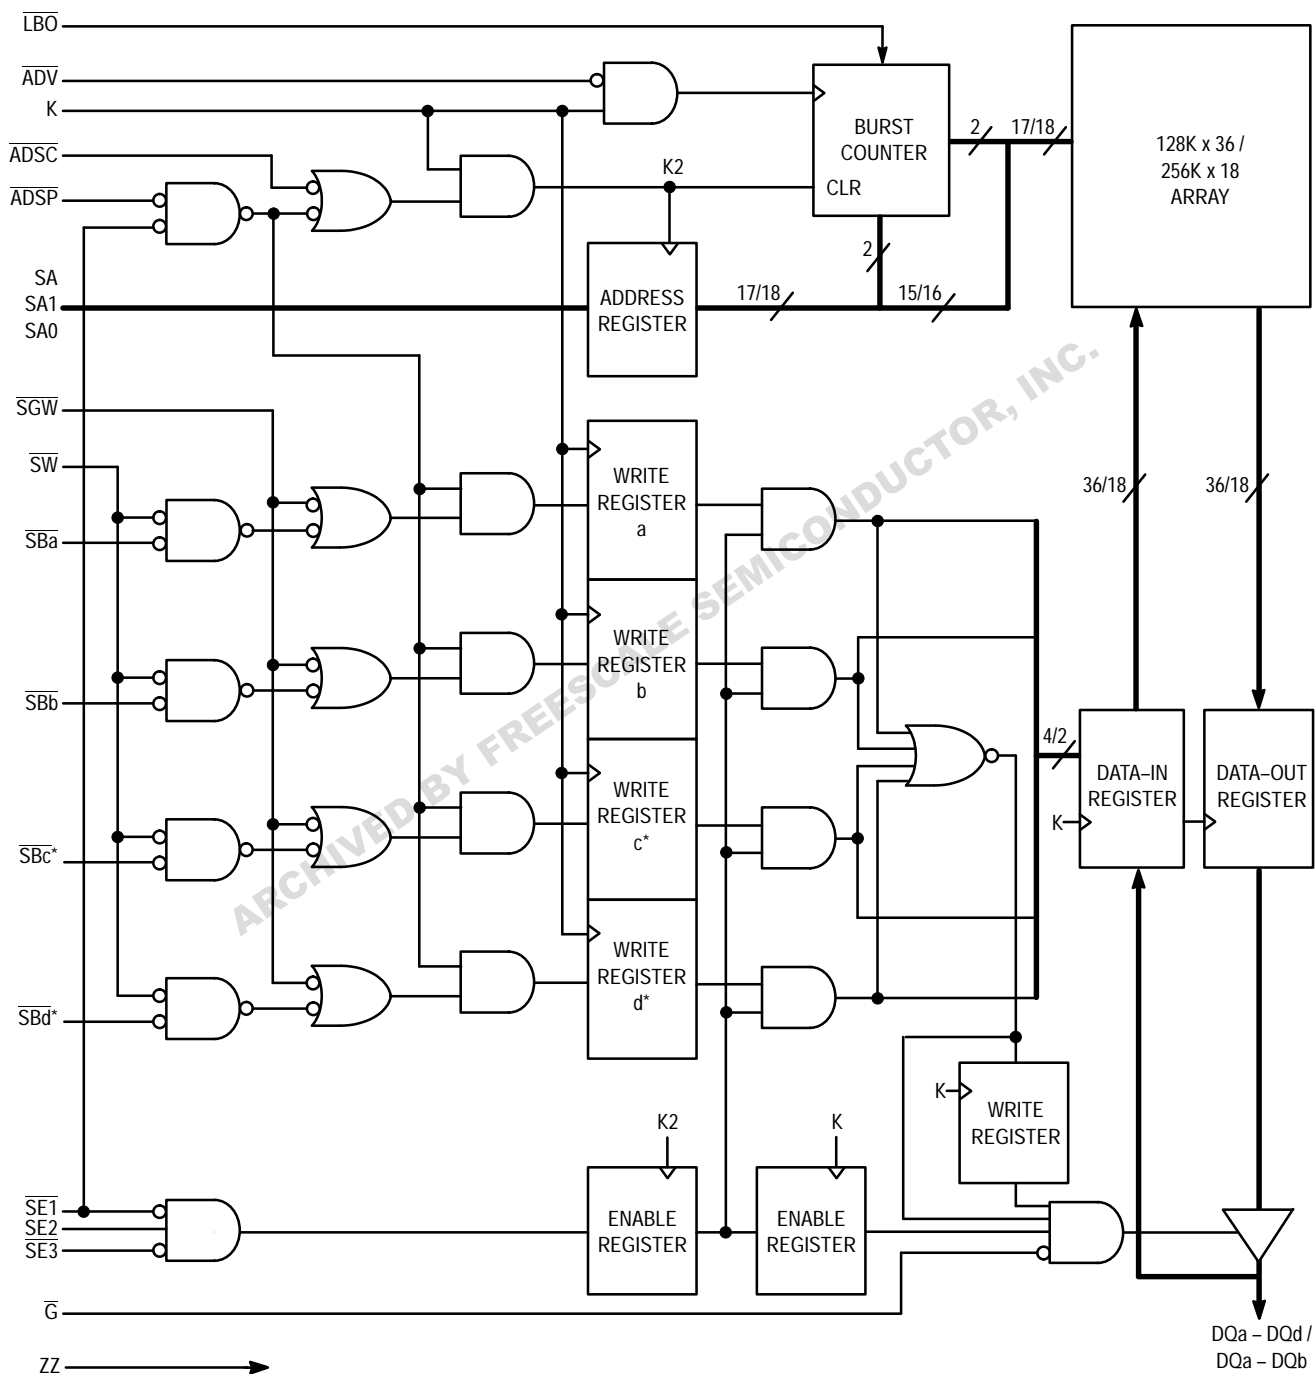 LBO
ADV
K
ADSC
ADSP
K2
BURST
COUNTER
CLR
2
17/18
128K x 36 /
256K x 18
ARRAY
2
SA
SA1
SA0
ADDRESS
REGISTER
17/18
15/16
SGW
SW
SBa
SBb
SBc*
SBd*
WRITE
REGISTER
a
WRITE
REGISTER
b
WRITE
REGISTER
c*
WRITE
REGISTER
d*
36/18
36/18
4/2
DATA–IN
REGISTER
K
DATA–OUT
REGISTER
K
WRITE
REGISTER
K2
K
SE1
SE2
SE3
ENABLE
REGISTER
ENABLE
REGISTER
G
ZZ
DQa – DQd /
DQa – DQb
ARCHIVED BY FREESCALE SEMICONDUCTOR, INC.